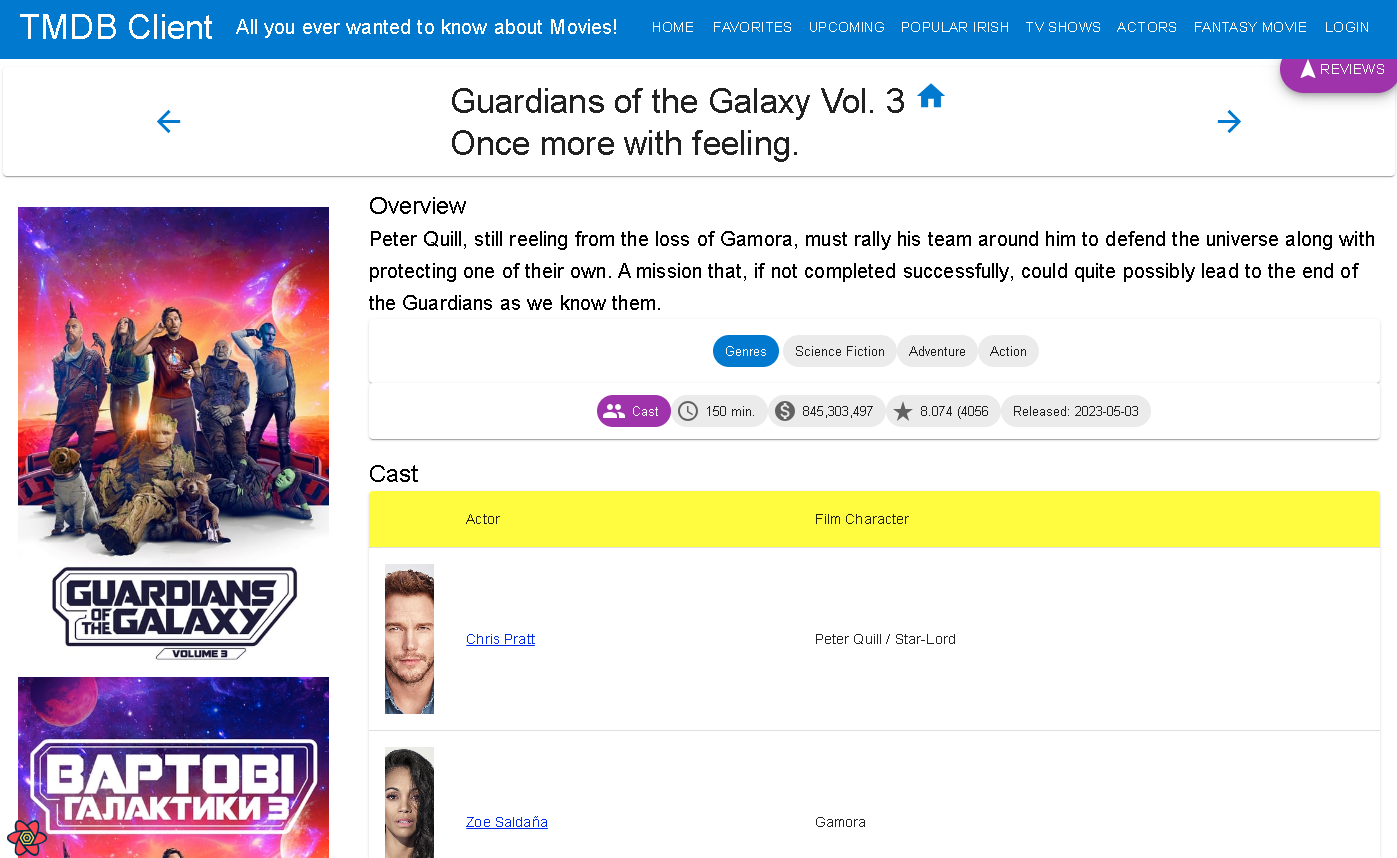 TMDB Client
All you ever wanted to know about Movies!
HOME FAVORITES UPCOMING POPULAR IRISH TV SHOWS ACTORS FANTASY MOVIE LOGIN
REVIEWS
Guardians of the Galaxy Vol. 3
Once more with feeling.
Overview
Peter Quill, still reeling from the loss of Gamora, must rally his team around him to defend the universe along with
protecting one of their own. A mission that, if not completed successfully, could quite possibly lead to the end of
the Guardians as we know them.
Genres Science Fiction Adventure Action
Cast 150 min. 845,303,497 8.074 (4056 Released: 2023-05-03
Cast
Actor Film Character
Chris Pratt Peter Quill / Star-Lord
Zoe Saldaña Gamora
GUARDIANS
OF THE GALAXY
VOLUME 3
ВАРТОВІ
ГАЛАКТИКИ 3